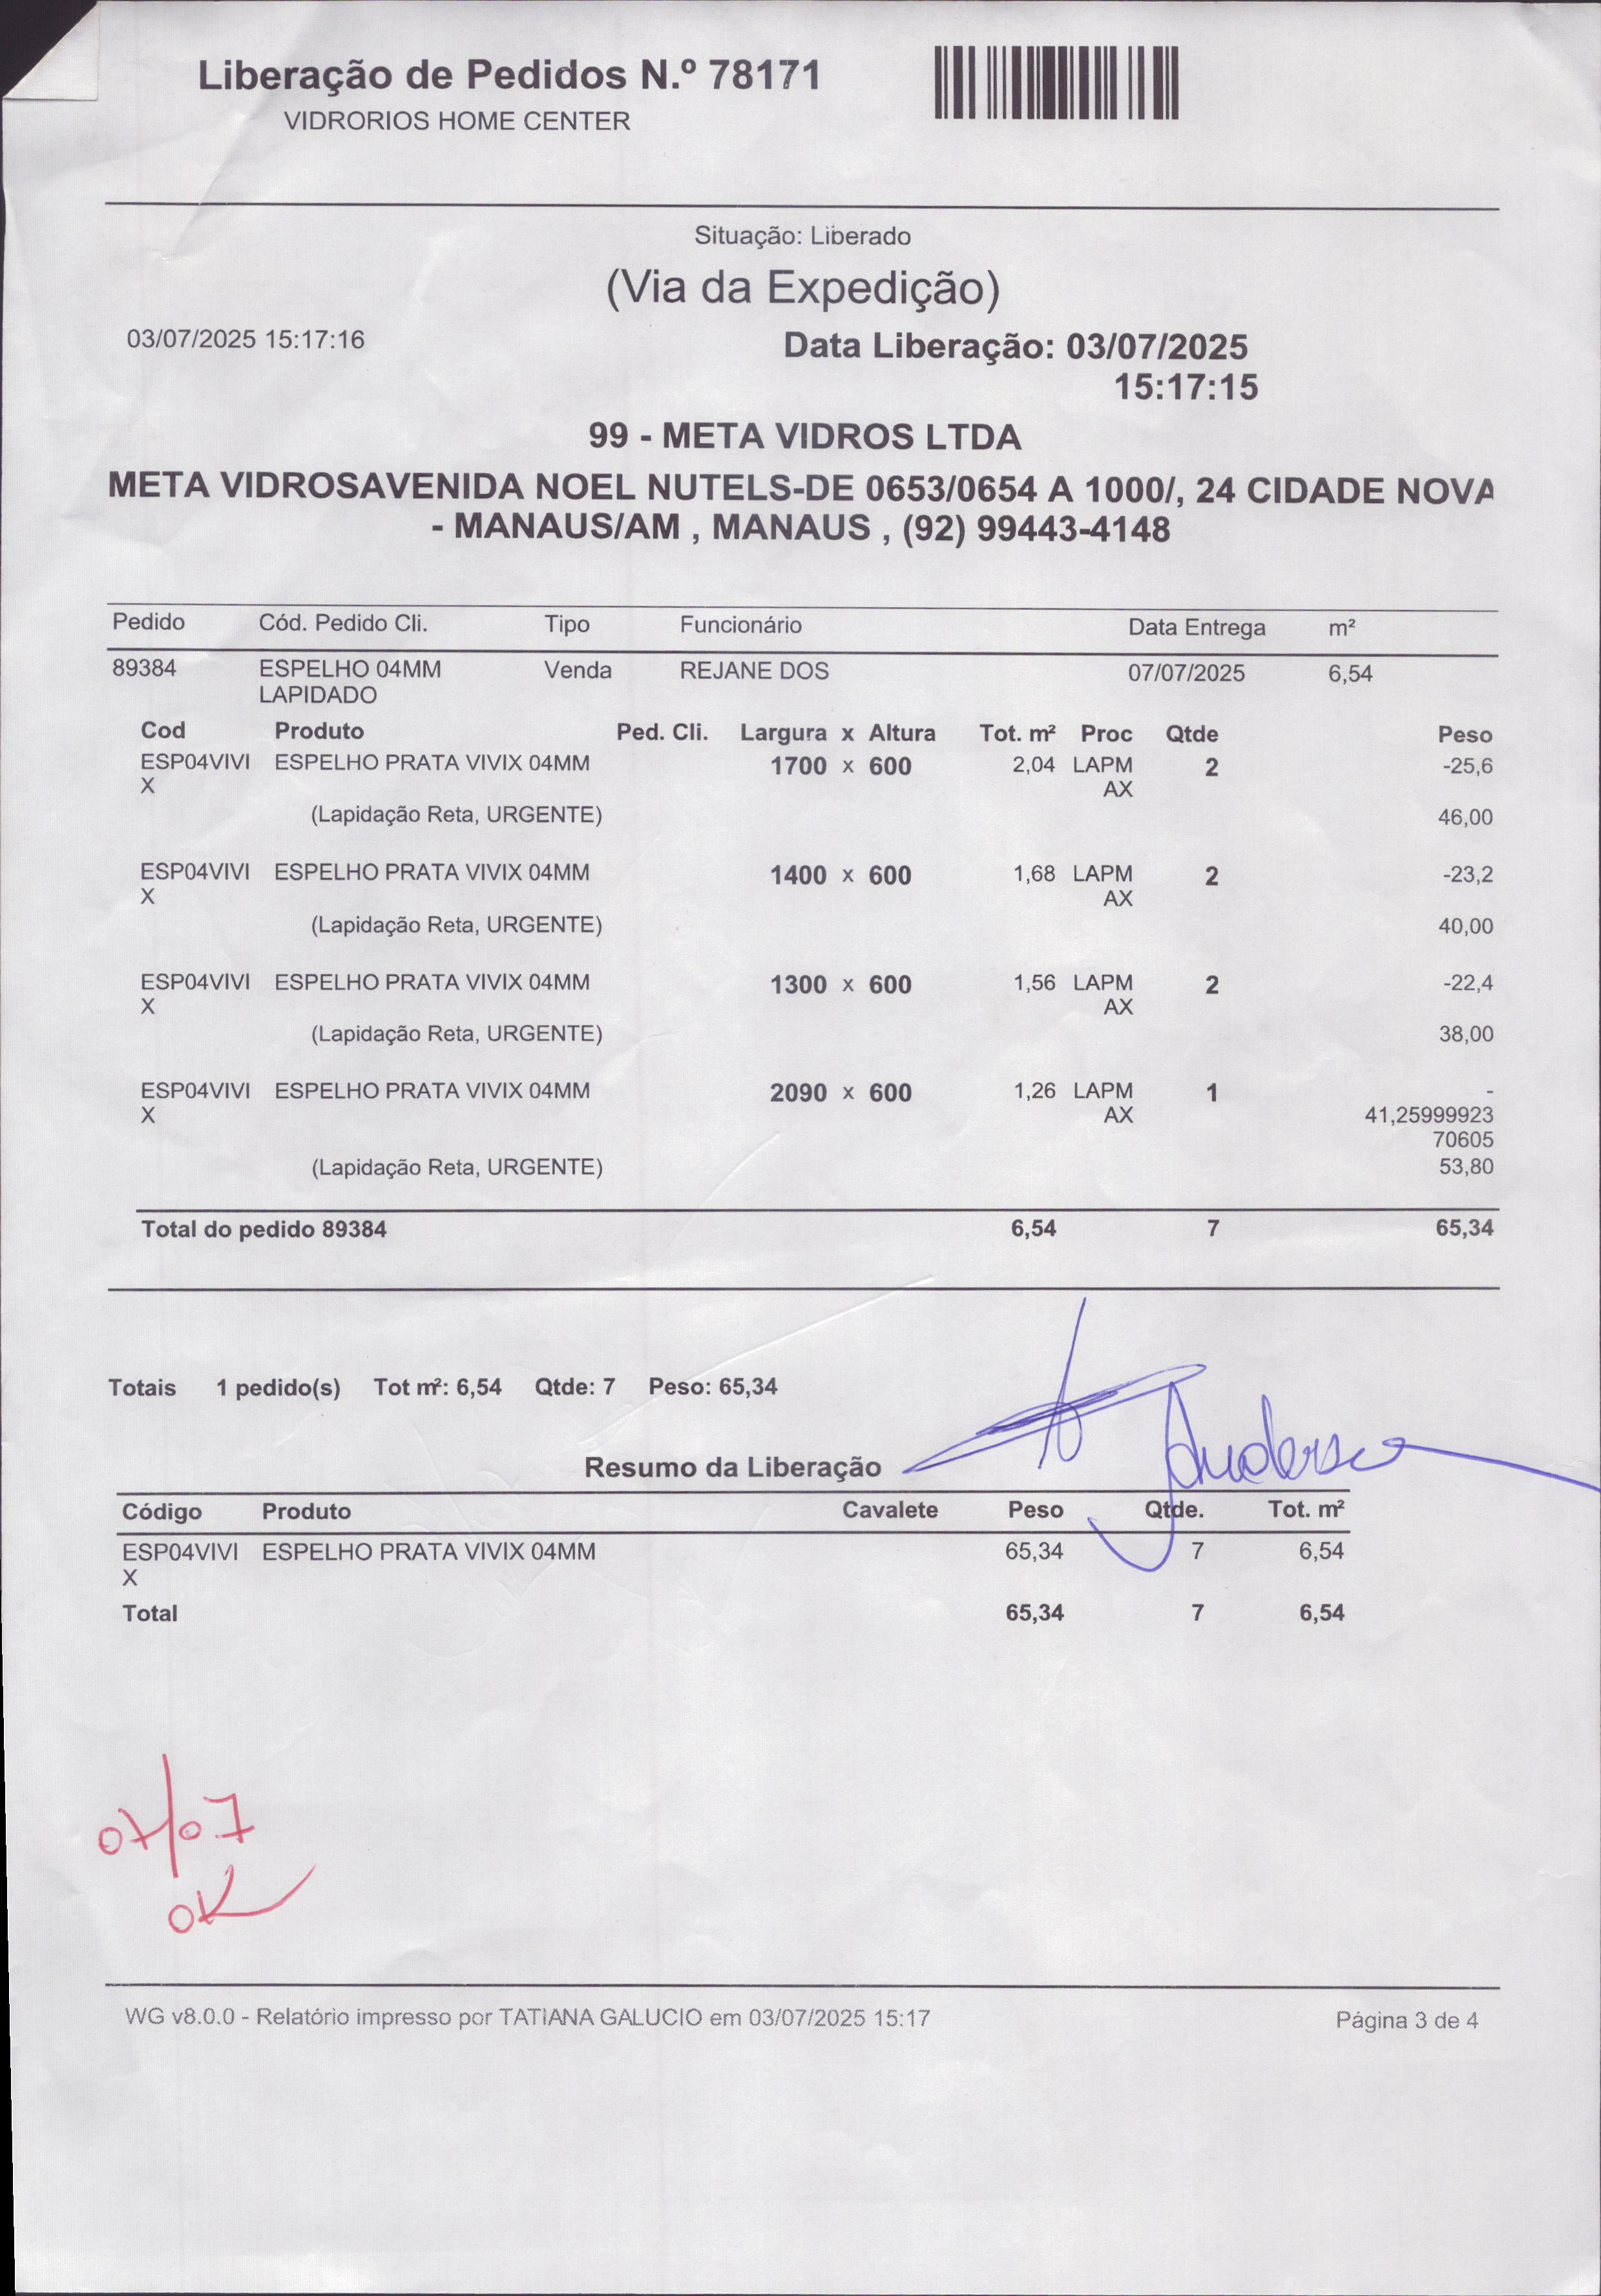 Liberação de Pedidos N.º 78171
VIDRORIOS HOME CENTER
Situação: Liberado
(Via da Expedição)
03/07/2025 15:17:16
Data Liberação: 03/07/2025
15:17:15
99 - META VIDROS LTDA
META VIDROSAVENIDA NOEL NUTELS-DE 0653/0654 A 1000/, 24 CIDADE NOVA
- MANAUS/AM , MANAUS , (92) 99443-4148
Pedido Cód. Pedido Cli. Tipo Funcionário Data Entrega m²
89384 ESPELHO 04MM Venda REJANE DOS 07/07/2025 6,54
LAPIDADO
Cod Produto Ped. Cli. Largura x Altura Tot. m² Proc Qtde Peso
ESP04VIVI ESPELHO PRATA VIVIX 04MM 1700 x 600 2,04 LAPM 2 -25,6
X AX
(Lapidação Reta, URGENTE) 46,00
ESP04VIVI ESPELHO PRATA VIVIX 04MM 1400 x 600 1,68 LAPM 2 -23,2
X AX
(Lapidação Reta, URGENTE) 40,00
ESP04VIVI ESPELHO PRATA VIVIX 04MM 1300 x 600 1,56 LAPM 2 -22,4
X AX
(Lapidação Reta, URGENTE) 38,00
ESP04VIVI ESPELHO PRATA VIVIX 04MM 2090 x 600 1,26 LAPM 1 -
X AX 41,25999923
70605
(Lapidação Reta, URGENTE) 53,80
Total do pedido 89384 6,54 7 65,34
Totais 1 pedido(s) Tot m²: 6,54 Qtde: 7 Peso: 65,34
Anderson
Resumo da Liberação
Código Produto Cavalete Peso Qtde. Tot. m²
ESP04VIVI ESPELHO PRATA VIVIX 04MM 65,34 7 6,54
X
Total 65,34 7 6,54
07/07
OK
WG v8.0.0 - Relatório impresso por TATIANA GALUCIO em 03/07/2025 15:17
Página 3 de 4